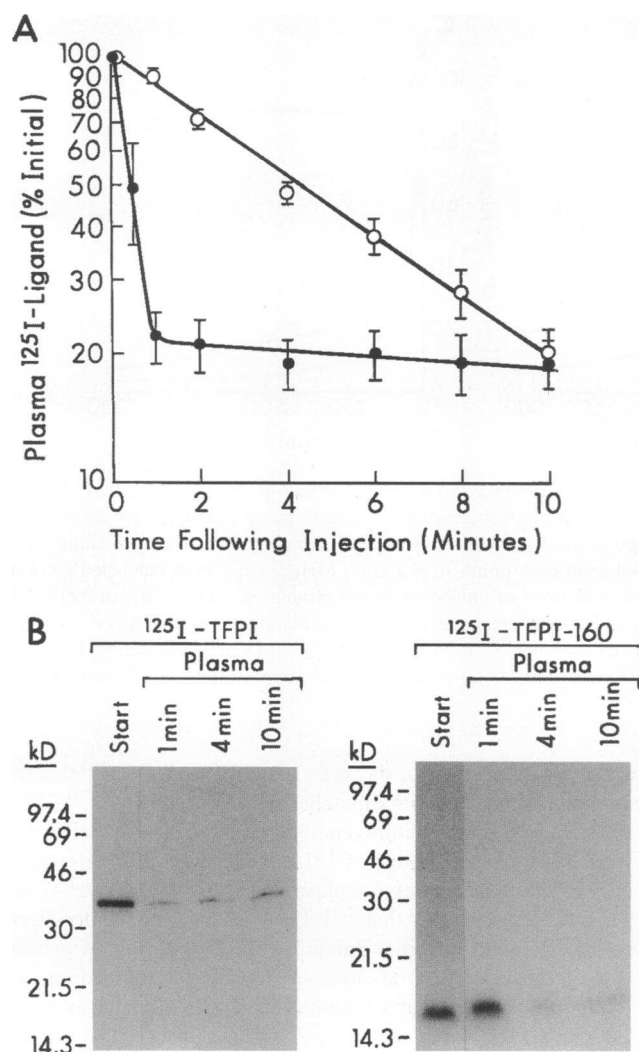 A
Plasma ¹²⁵I-Ligand (% Initial)
100
90
80
70
60
50
40
30
20
10
0 2 4 6 8 10
Time Following Injection (Minutes)
B
¹²⁵I-TFPI
Plasma
kD Start 1min 4min 10min
97.4
69
46
30
21.5
14.3
¹²⁵I-TFPI-160
Plasma
kD Start 1min 4min 10min
97.4
69
46
30
21.5
14.3